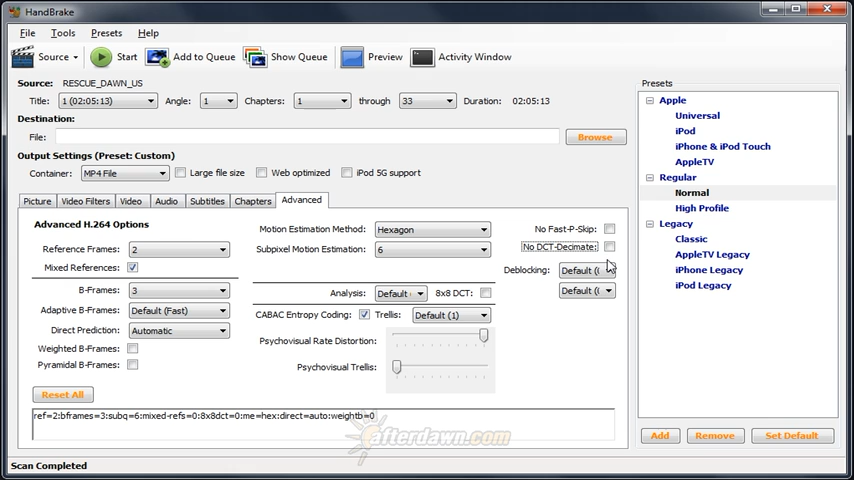 HandBrake
File Tools Presets Help
Source Start Add to Queue Show Queue Preview Activity Window
Source: RESCUE_DAWN_US
Title: 1 (02:05:13) Angle: 1 Chapters: 1 through 33 Duration: 02:05:13
Destination:
File: Browse
Output Settings (Preset: Custom)
Container: MP4 File Large file size Web optimized iPod 5G support
Picture Video Filters Video Audio Subtitles Chapters Advanced
Advanced H.264 Options
Reference Frames: 2
Mixed References:
B-Frames: 3
Adaptive B-Frames: Default (Fast)
Direct Prediction: Automatic
Weighted B-Frames:
Pyramidal B-Frames:
Motion Estimation Method: Hexagon
Subpixel Motion Estimation: 6
Analysis: Default 8x8 DCT:
CABAC Entropy Coding: Trellis: Default (1)
Psychovisual Rate Distortion:
Psychovisual Trellis:
No Fast-P-Skip:
No DCT-Decimate:
Deblocking: Default (
Default (
Reset All
ref=2:bframes=3:subq=6:mixed-refs=0:8x8dct=0:me=hex:direct=auto:weightb=0
afterdawn.com
Presets
Apple
Universal
iPod
iPhone & iPod Touch
AppleTV
Regular
Normal
High Profile
Legacy
Classic
AppleTV Legacy
iPhone Legacy
iPod Legacy
Add Remove Set Default
Scan Completed